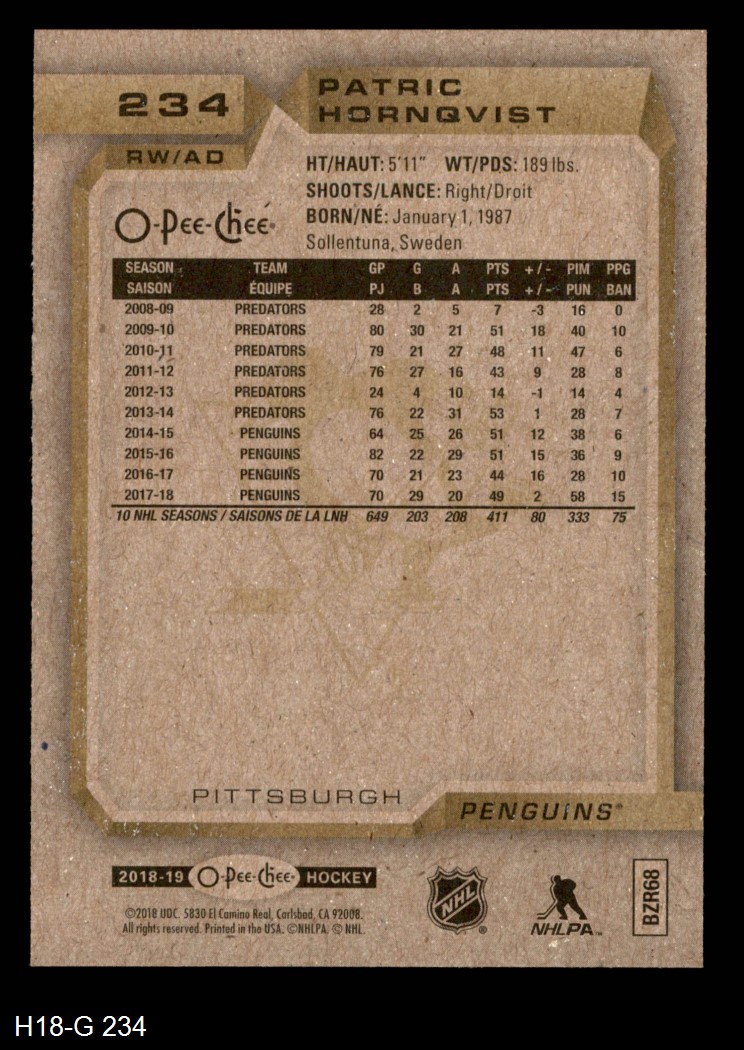 234
PATRIC
HORNQVIST
RW/AD
HT/HAUT: 5'11" WT/PDS: 189 lbs.
SHOOTS/LANCE: Right/Droit
BORN/NÉ: January 1, 1987
Sollentuna, Sweden
O-Pee-Chee
SEASON TEAM GP G A PTS +/- PIM PPG
SAISON ÉQUIPE PJ B A PTS +/- PUN BAN
2008-09 PREDATORS 28 2 5 7 -3 16 0
2009-10 PREDATORS 80 30 21 51 18 40 10
2010-11 PREDATORS 79 21 27 48 11 47 6
2011-12 PREDATORS 76 27 16 43 9 28 8
2012-13 PREDATORS 24 4 10 14 -1 14 4
2013-14 PREDATORS 76 22 31 53 1 28 7
2014-15 PENGUINS 64 25 26 51 12 38 6
2015-16 PENGUINS 82 22 29 51 15 36 9
2016-17 PENGUINS 70 21 23 44 16 28 10
2017-18 PENGUINS 70 29 20 49 2 58 15
10 NHL SEASONS / SAISONS DE LA LNH 649 203 208 411 80 333 75
PITTSBURGH
PENGUINS®
2018-19 O-Pee-Chee HOCKEY
©2018 UDC. 5830 El Camino Real, Carlsbad, CA 92008.
All rights reserved. Printed in the USA. ©NHLPA. © NHL.
NHL®
NHLPA™
BZR68
H18-G 234